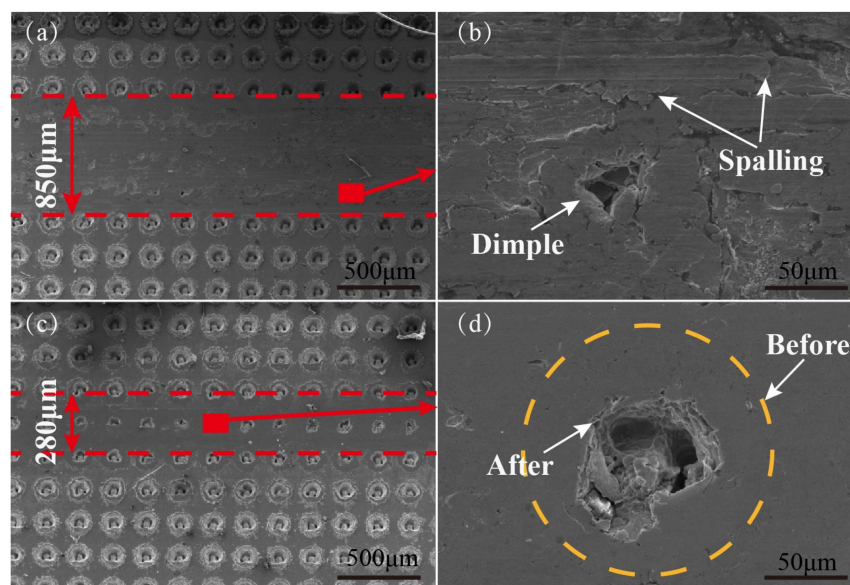 (a)
850μm
500μm
(b)
Spalling
Dimple
50μm
(c)
280μm
500μm
(d)
Before
After
50μm